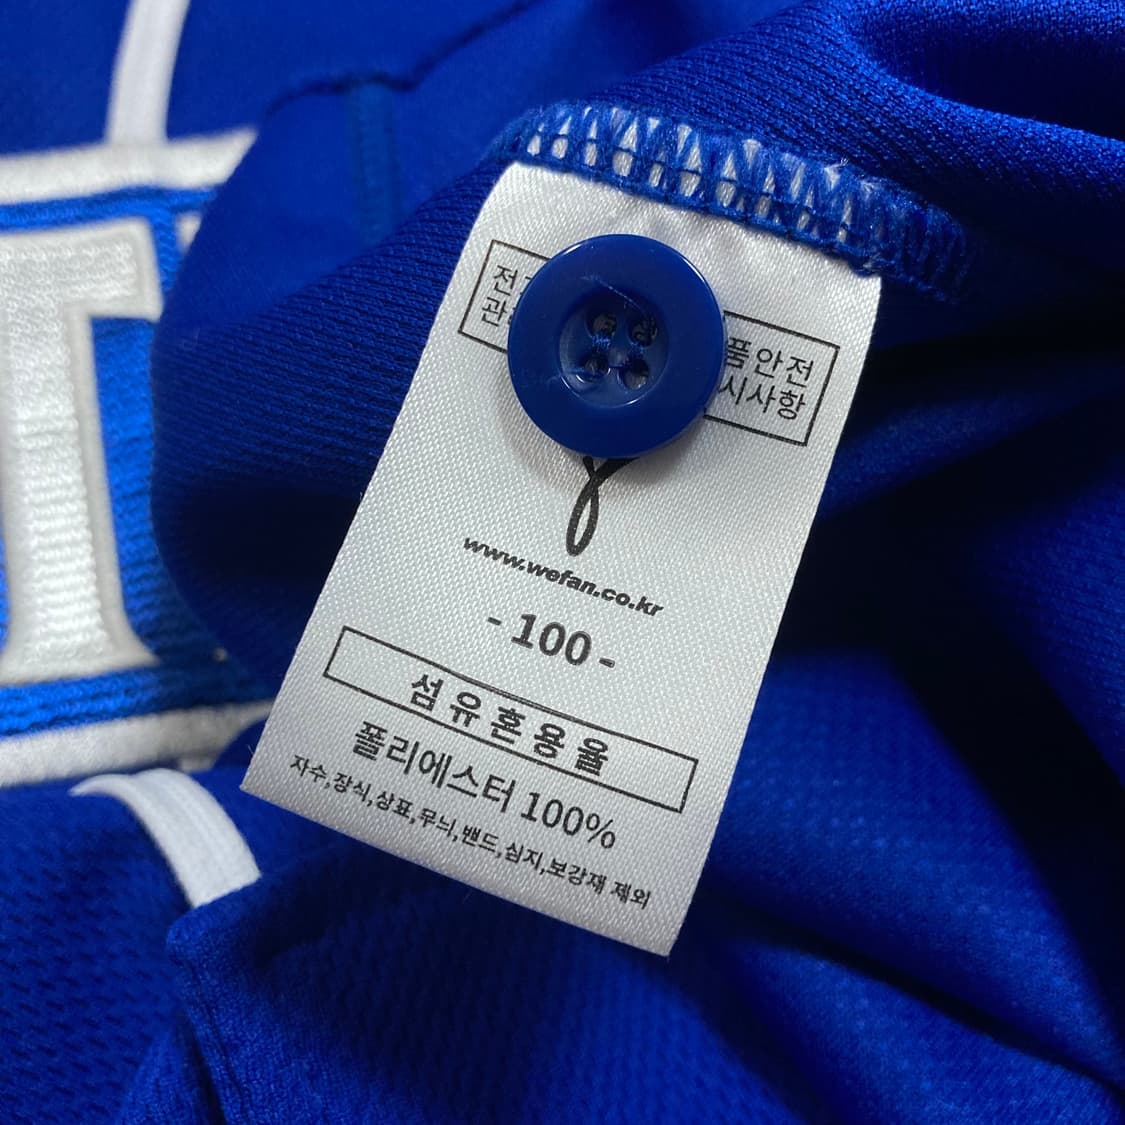 품안전
시사항
www.wefan.co.kr
- 100 -
섬유혼용율
폴리에스터 100%
자수,장식,상표,무늬,밴드,심지,보강재 제외